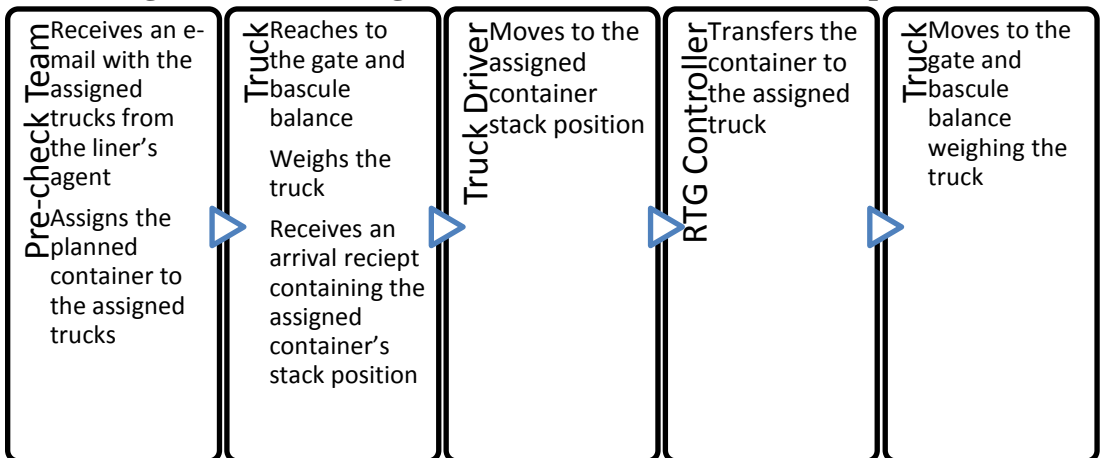 Pre-check Team
Receives an e-
mail with the
assigned
trucks from
the liner's
agent
Assigns the
planned
container to
the assigned
trucks
Truck
Reaches to
the gate and
bascule
balance
Weighs the
truck
Receives an
arrival reciept
containing the
assigned
container's
stack position
Truck Driver
Moves to the
assigned
container
stack position
RTG Controller
Transfers the
container to
the assigned
truck
Truck
Moves to the
gate and
bascule
balance
weighing the
truck